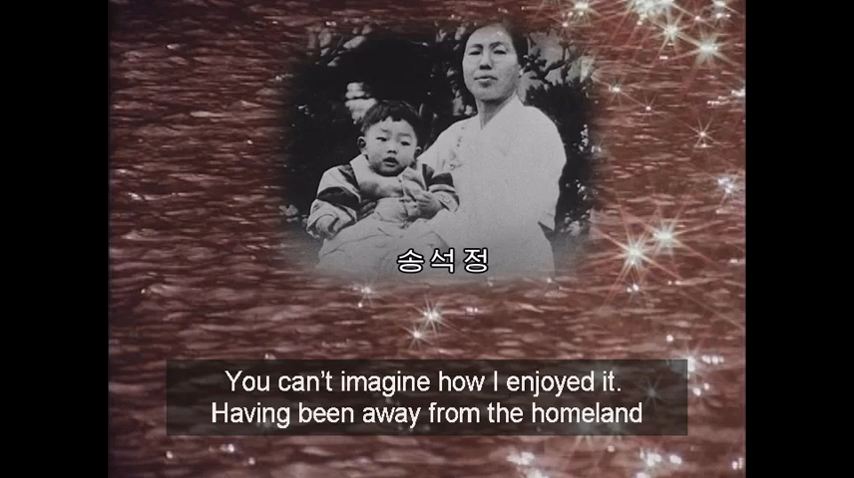 송석정
You can't imagine how I enjoyed it.
Having been away from the homeland